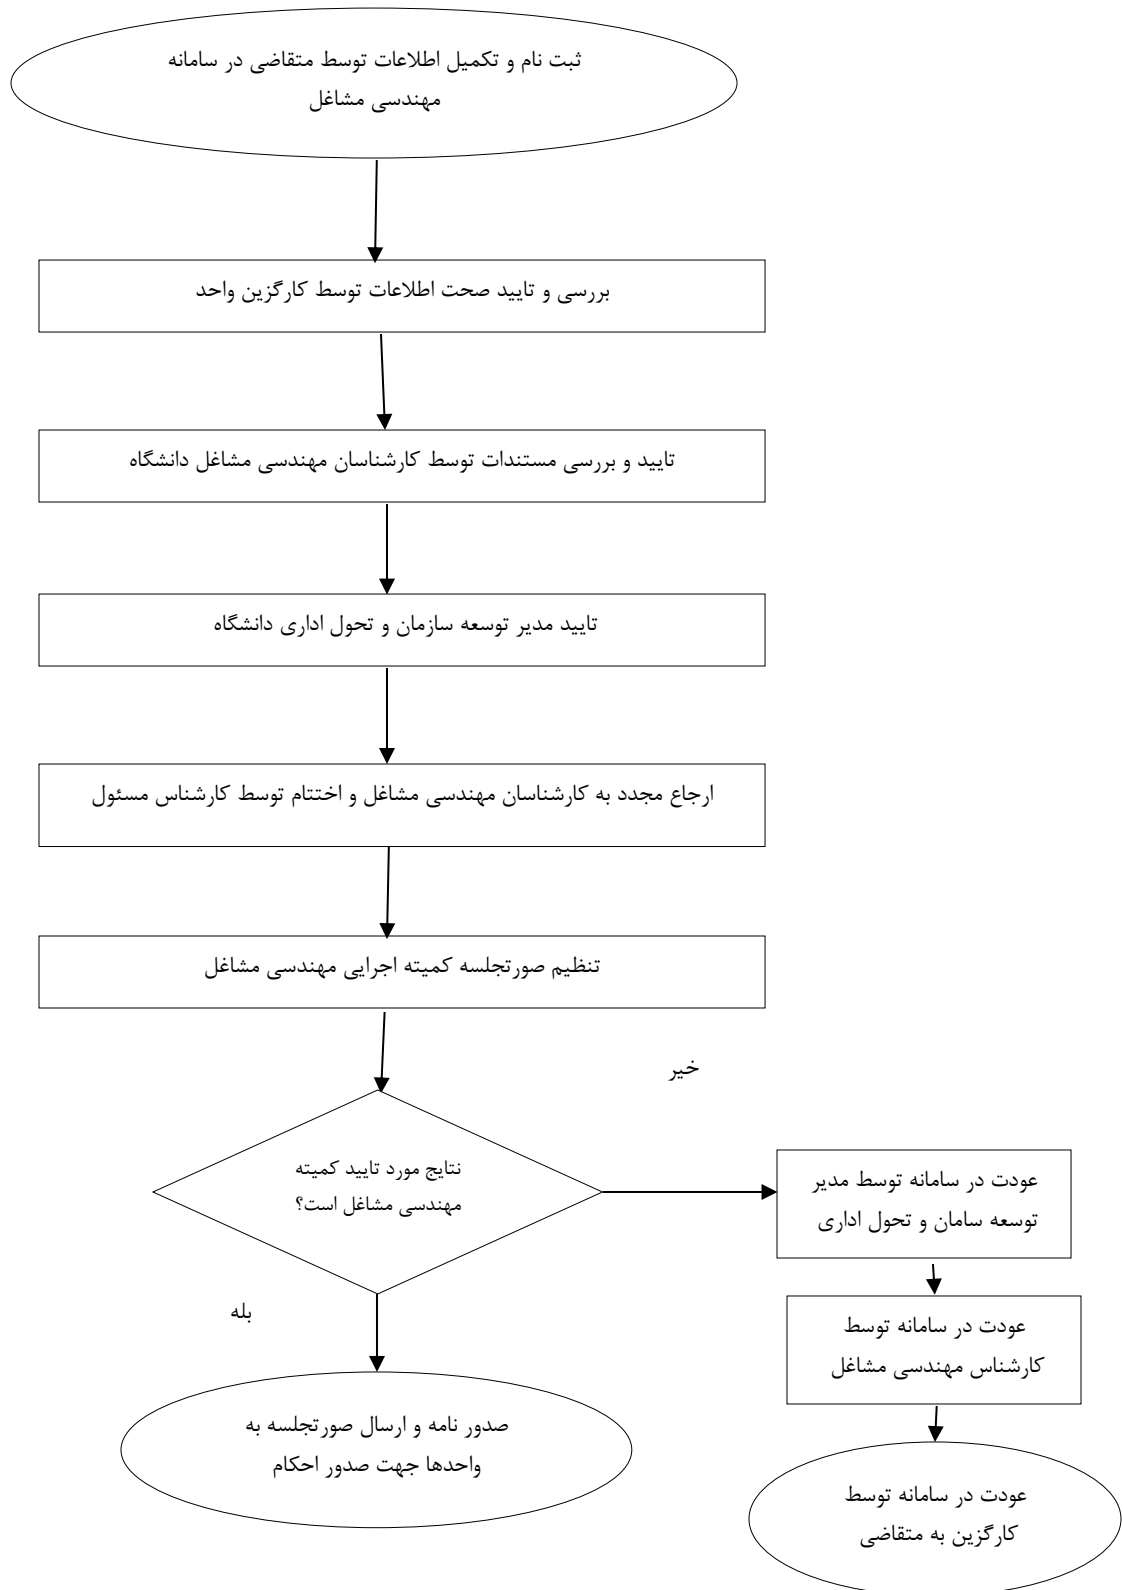 ثبت نام و تکمیل اطلاعات توسط متقاضی در سامانه
مهندسی مشاغل
بررسی و تایید صحت اطلاعات توسط کارگزین واحد
تایید و بررسی مستندات توسط کارشناسان مهندسی مشاغل دانشگاه
تایید مدیر توسعه سازمان و تحول اداری دانشگاه
ارجاع مجدد به کارشناسان مهندسی مشاغل و اختتام توسط کارشناس مسئول
تنظیم صورتجلسه کمیته اجرایی مهندسی مشاغل
خیر
نتایج مورد تایید کمیته
مهندسی مشاغل است؟
عودت در سامانه توسط مدیر
توسعه سامان و تحول اداری
بله
عودت در سامانه توسط
کارشناس مهندسی مشاغل
صدور نامه و ارسال صورتجلسه به
واحدها جهت صدور احکام
عودت در سامانه توسط
کارگزین به متقاضی